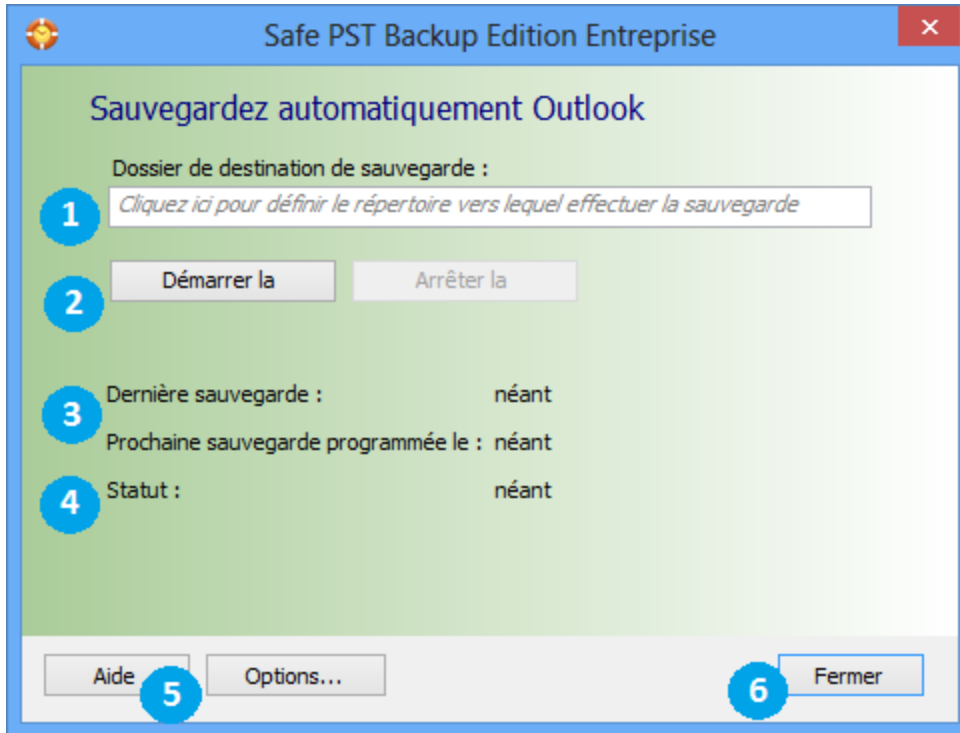 Safe PST Backup Edition Entreprise
Sauvegardez automatiquement Outlook
Dossier de destination de sauvegarde :
1 Cliquez ici pour définir le répertoire vers lequel effectuer la sauvegarde
2 Démarrer la Arrêter la
3 Dernière sauvegarde : néant
Prochaine sauvegarde programmée le : néant
4 Statut : néant
Aide 5 Options... 6 Fermer